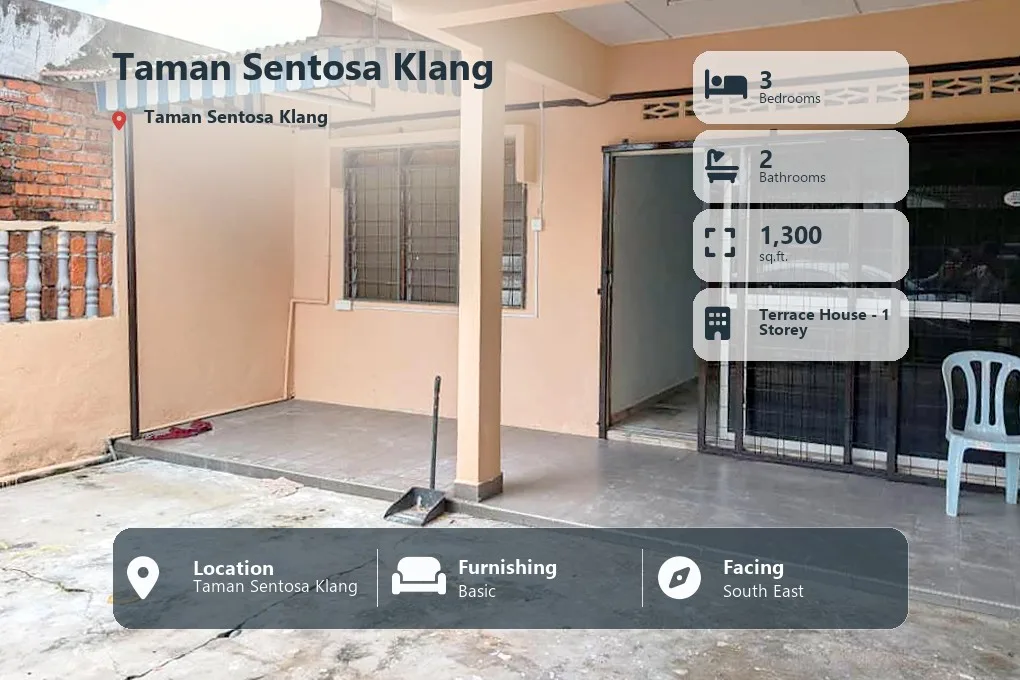 Taman Sentosa Klang
Taman Sentosa Klang
3
Bedrooms
2
Bathrooms
1,300
sq.ft.
Terrace House - 1
Storey
Location
Taman Sentosa Klang
Furnishing
Basic
Facing
South East